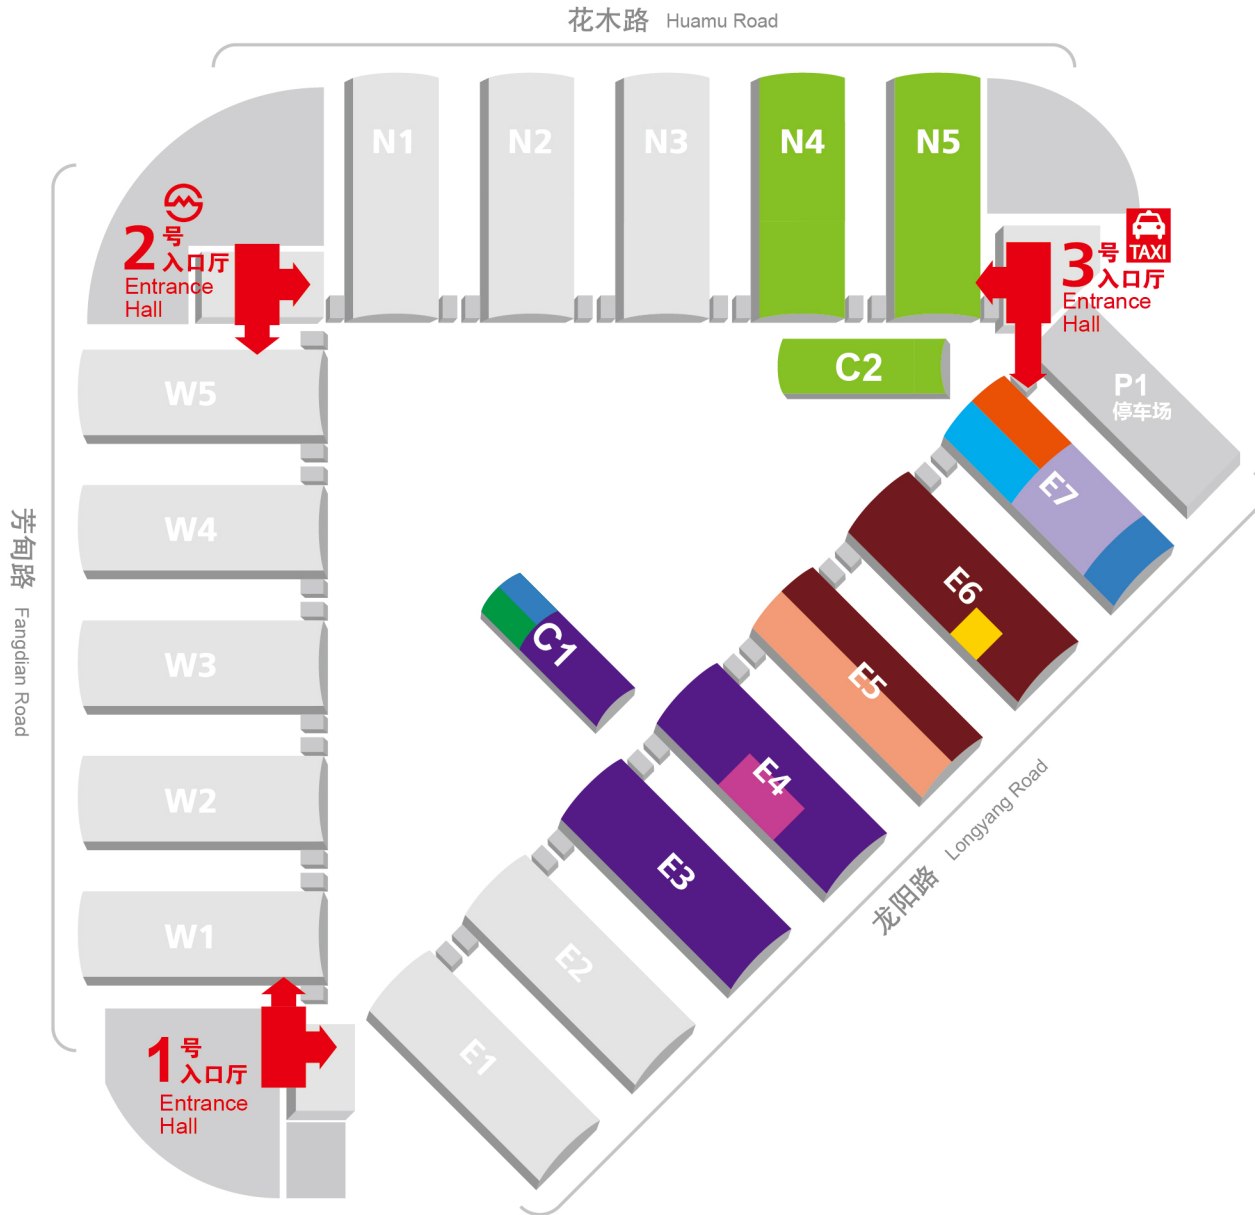 花木路 Huamu Road
N1
N2
N3
N4
N5
2号
入口厅
Entrance
Hall
3号
入口厅
Entrance
Hall
TAXI
C2
P1
停车场
W5
W4
W3
W2
W1
芳甸路 Fangdian Road
C1
E7
E6
E5
E4
E3
E2
E1
龙阳路 Longyang Road
1号
入口厅
Entrance
Hall